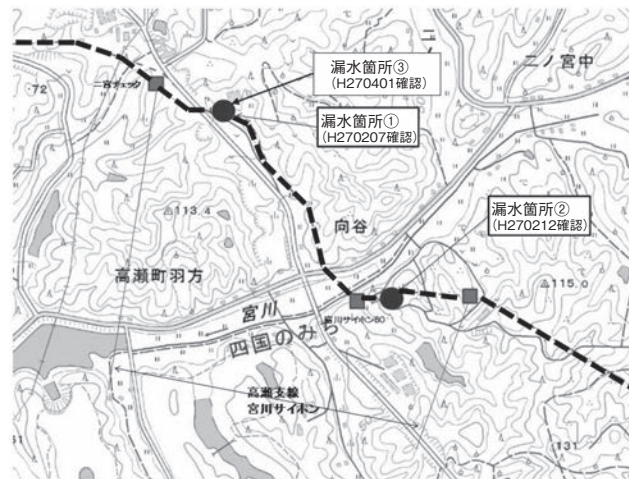 漏水箇所③
(H270401確認)
二ノ宮中
・72
二宮チェック
漏水箇所①
(H270207確認)
漏水箇所②
(H270212確認)
△113.4
向谷
高瀬町羽方
△115.0
宮川
宮川サイホン80
四国のみち
高瀬支線
宮川サイホン
131